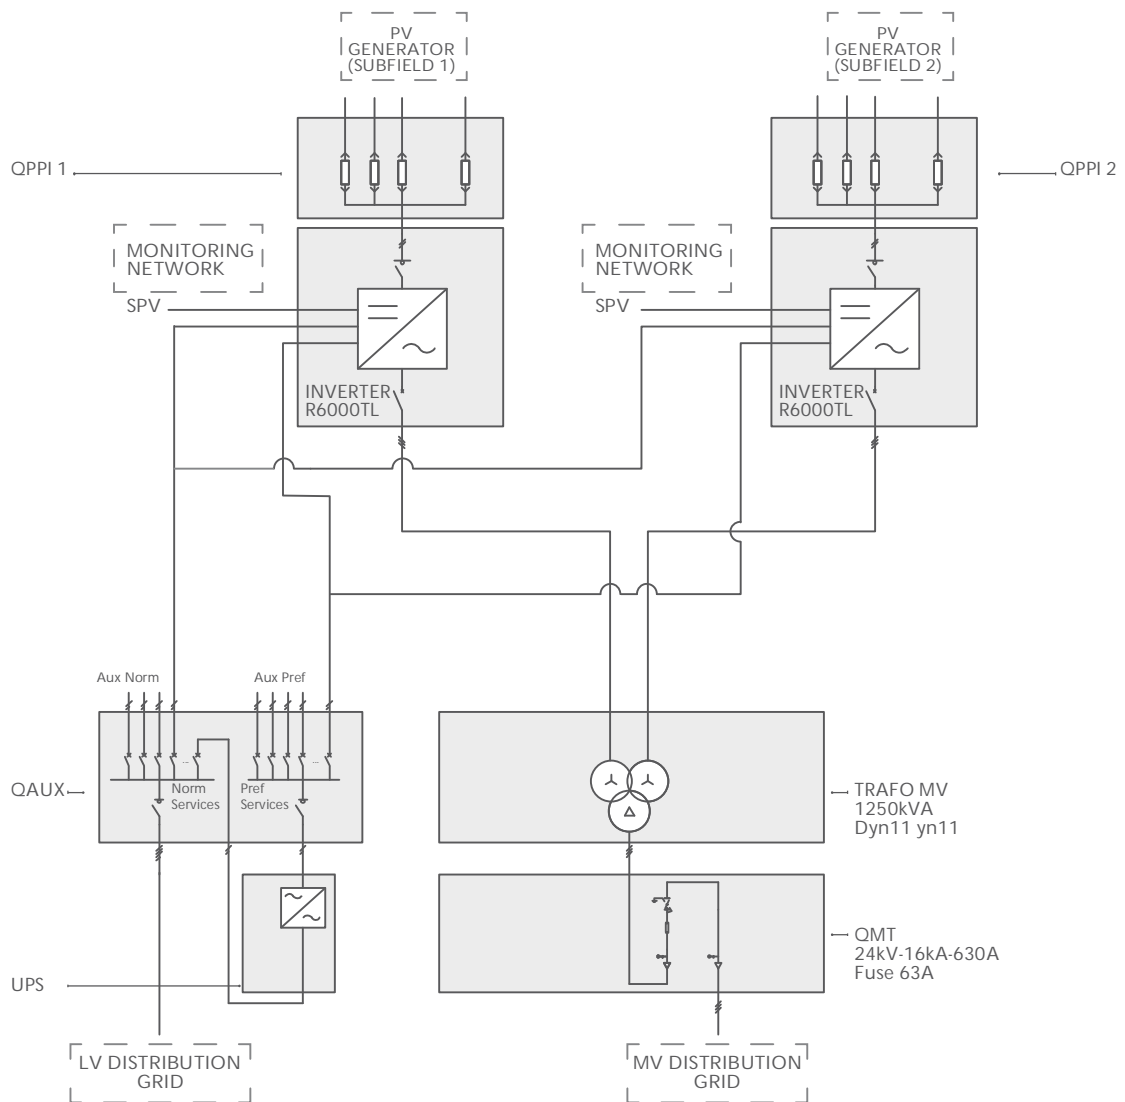 PV
GENERATOR
(SUBFIELD 1)
PV
GENERATOR
(SUBFIELD 2)
QPPI 1
QPPI 2
MONITORING
NETWORK
SPV
MONITORING
NETWORK
SPV
INVERTER
R6000TL
INVERTER
R6000TL
Aux Norm
Aux Pref
...
...
QAUX
Norm
Services
Pref
Services
TRAFO MV
1250kVA
Dyn11 yn11
QMT
24kV-16kA-630A
Fuse 63A
UPS
LV DISTRIBUTION
GRID
MV DISTRIBUTION
GRID